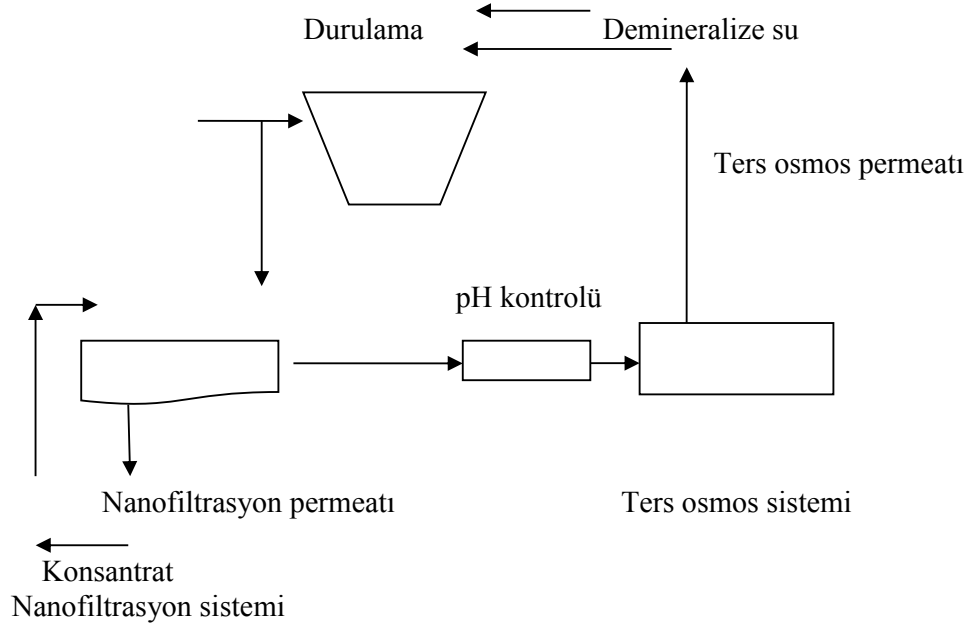 Durulama
Demineralize su
Ters osmos permeatı
pH kontrolü
Nanofiltrasyon permeatı
Ters osmos sistemi
Konsantrat
Nanofiltrasyon sistemi